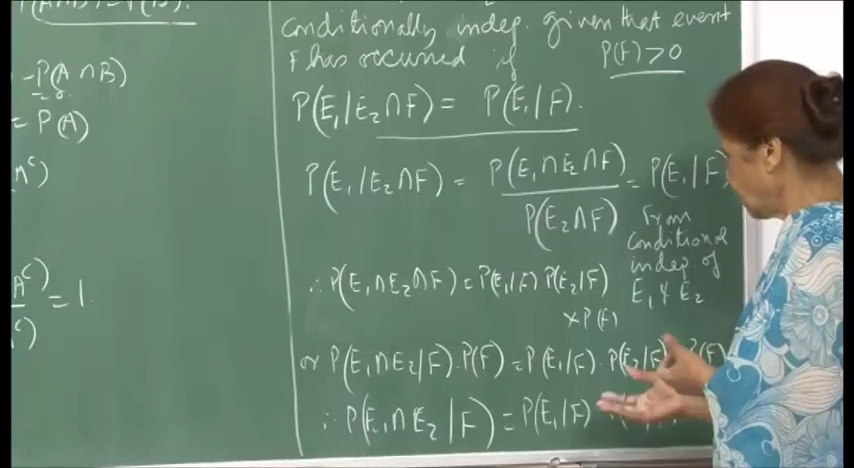 P(A∩B) = P(B).
- P(A ∩ B)
= P(A)
= 1.
conditionally indep. given that event
F has occurred if P(F) > 0
P(E₁/E₂∩F) = P(E₁/F).
P(E₁/E₂∩F) = P(E₁∩E₂∩F) / P(E₂∩F) = P(E₁/F)
From
conditional
indep. of
E₁ & E₂
∴ P(E₁∩E₂∩F) = P(E₁/F) P(E₂/F)
× P(F)
or P(E₁∩E₂/F).P(F) = P(E₁/F). P(E₂/F) P(F)
∴ P(E₁∩E₂/F) = P(E₁/F)